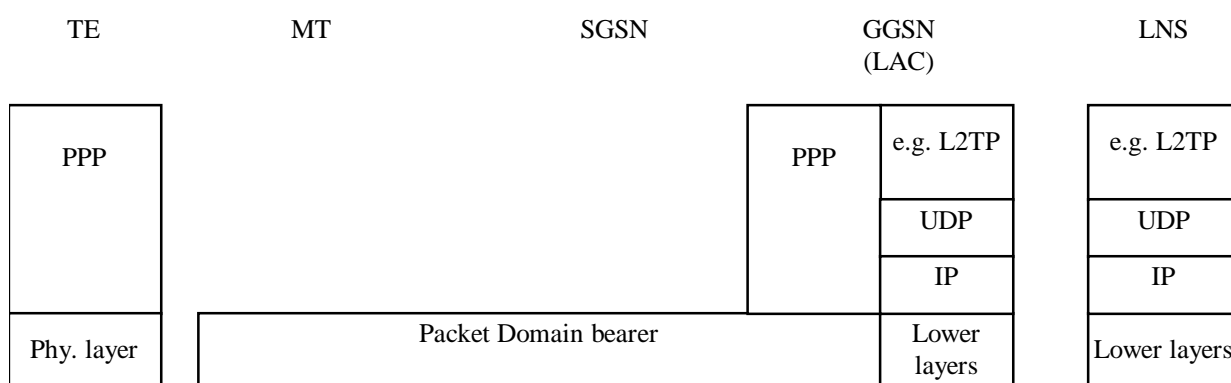 TE MT SGSN GGSN LNS
(LAC)
PPP PPP e.g. L2TP e.g. L2TP
UDP UDP
IP IP
Phy. layer Packet Domain bearer Lower Lower layers
layers